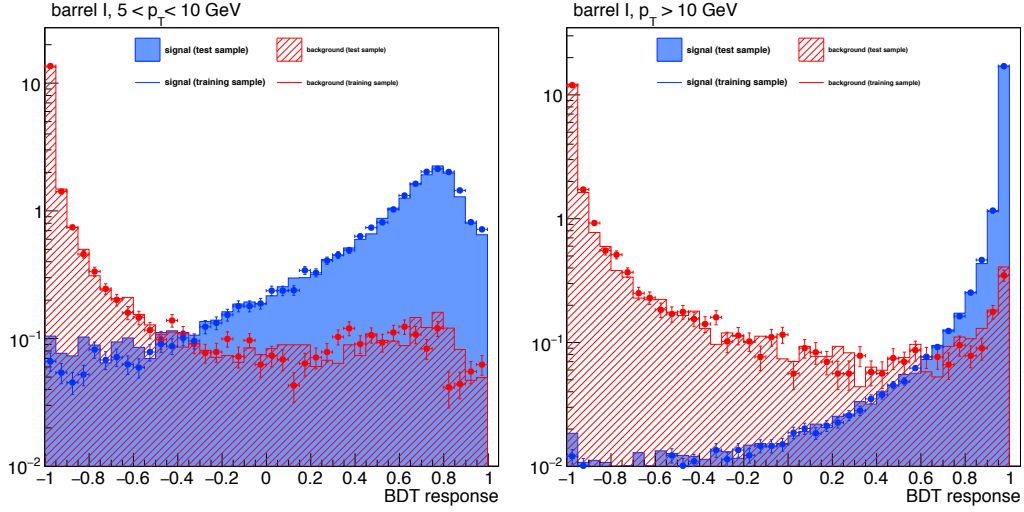 barrel I, 5 < p_T < 10 GeV
signal (test sample)
background (test sample)
signal (training sample)
background (training sample)
10
1
10^−1
10^−2
−1 −0.8 −0.6 −0.4 −0.2 0 0.2 0.4 0.6 0.8 1
BDT response
barrel I, p_T > 10 GeV
signal (test sample)
background (test sample)
signal (training sample)
background (training sample)
10
1
10^−1
10^−2
−1 −0.8 −0.6 −0.4 −0.2 0 0.2 0.4 0.6 0.8 1
BDT response